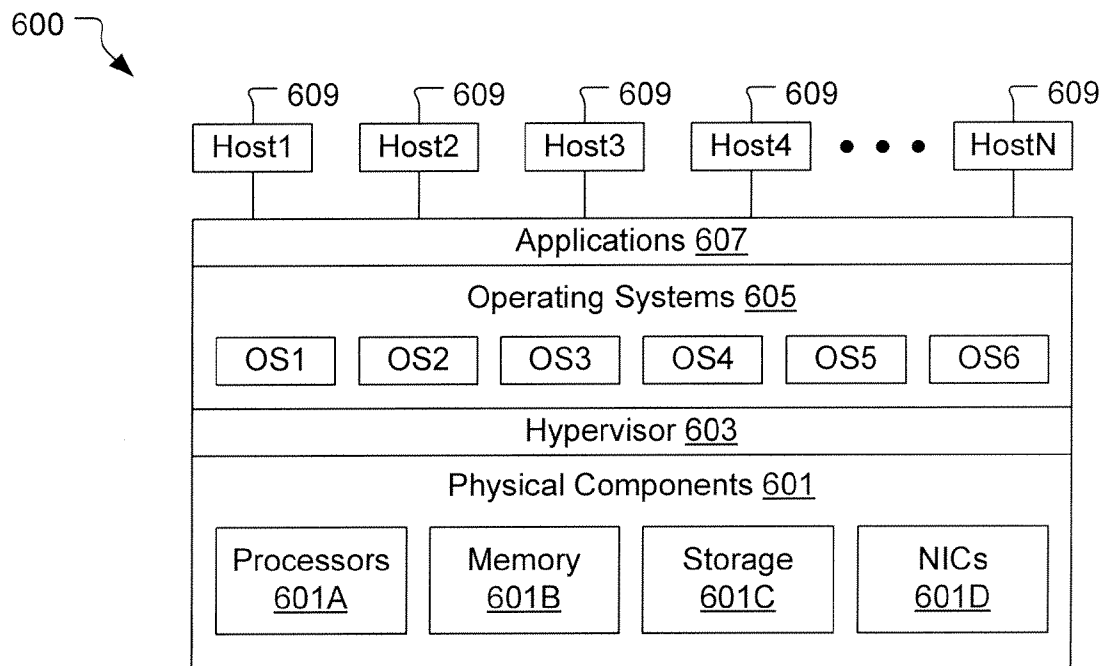 600
609 609 609 609 609
Host1 Host2 Host3 Host4 • • • HostN
Applications 607
Operating Systems 605
OS1 OS2 OS3 OS4 OS5 OS6
Hypervisor 603
Physical Components 601
Processors Memory Storage NICs
601A 601B 601C 601D